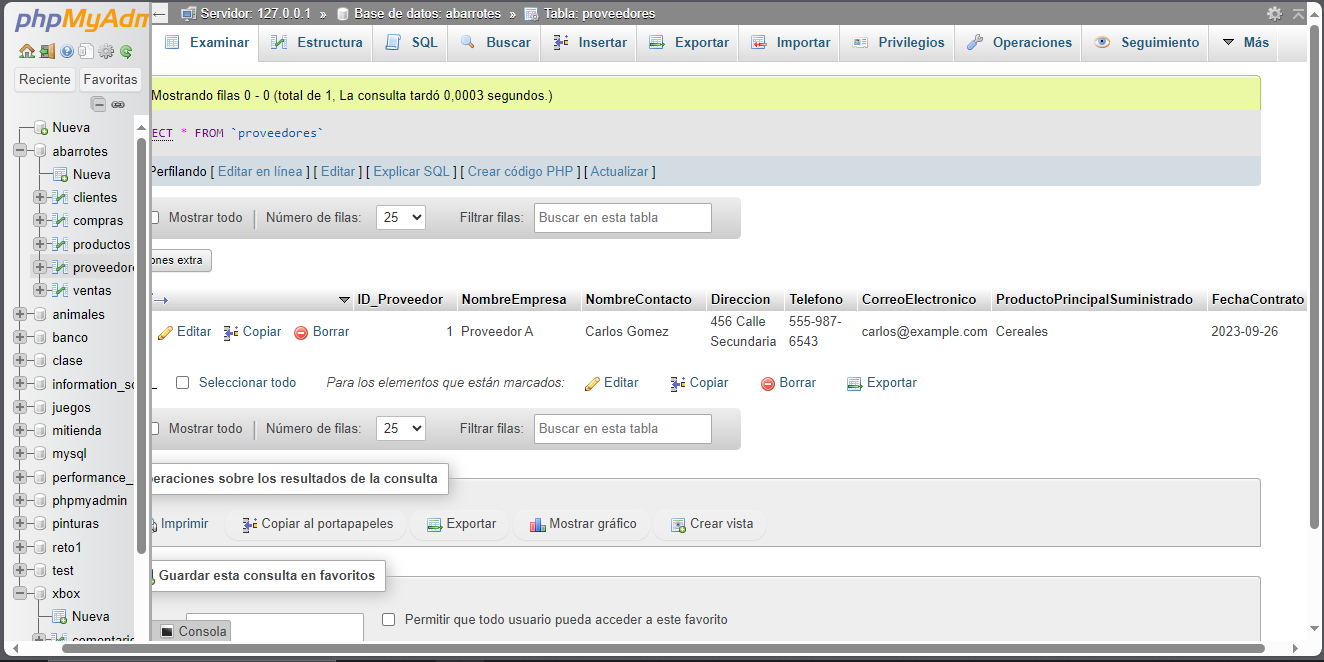 phpMyAdm
Reciente Favoritas
Nueva
abarrotes
Nueva
clientes
compras
productos
proveedore
ventas
animales
banco
clase
information_sc
juegos
mitienda
mysql
performance_
phpmyadmin
pinturas
reto1
test
xbox
Nueva
comentario
Servidor: 127.0.0.1 » Base de datos: abarrotes » Tabla: proveedores
Examinar Estructura SQL Buscar Insertar Exportar Importar Privilegios Operaciones Seguimiento Más
Mostrando filas 0 - 0 (total de 1, La consulta tardó 0,0003 segundos.)
ECT * FROM `proveedores`
Perfilando [ Editar en línea ] [ Editar ] [ Explicar SQL ] [ Crear código PHP ] [ Actualizar ]
Mostrar todo Número de filas: 25 Filtrar filas: Buscar en esta tabla
ones extra
ID_Proveedor NombreEmpresa NombreContacto Direccion Telefono CorreoElectronico ProductoPrincipalSuministrado FechaContrato
Editar Copiar Borrar 1 Proveedor A Carlos Gomez 456 Calle Secundaria 555-987-6543 carlos@example.com Cereales 2023-09-26
Seleccionar todo Para los elementos que están marcados: Editar Copiar Borrar Exportar
Mostrar todo Número de filas: 25 Filtrar filas: Buscar en esta tabla
eraciones sobre los resultados de la consulta
Imprimir Copiar al portapapeles Exportar Mostrar gráfico Crear vista
Guardar esta consulta en favoritos
Permitir que todo usuario pueda acceder a este favorito
Consola